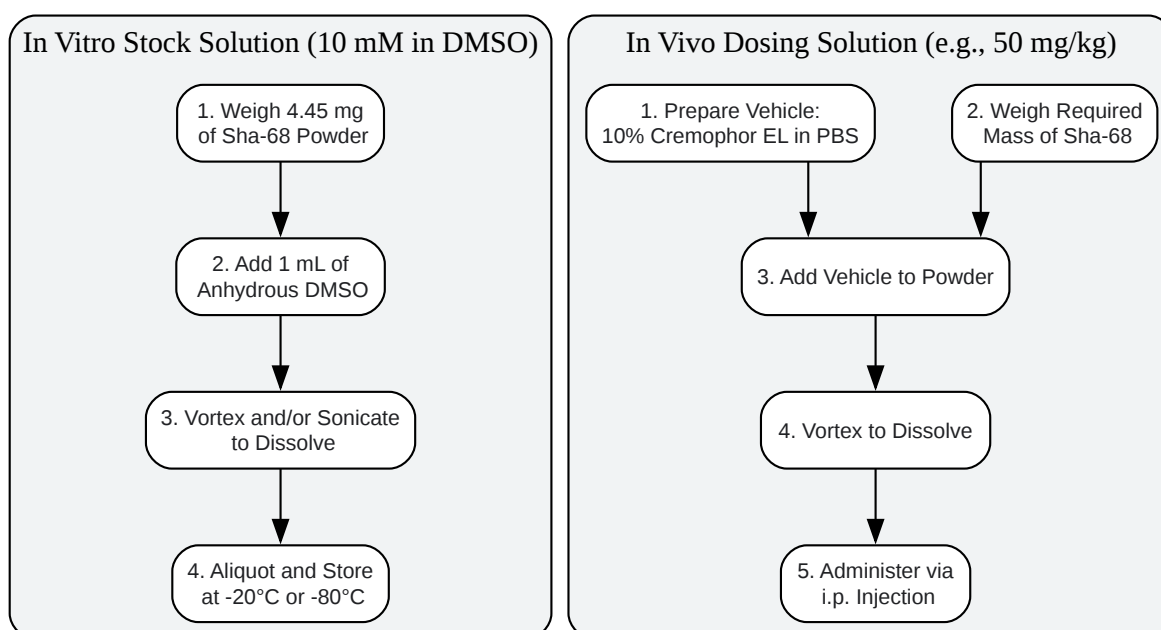 In Vitro Stock Solution (10 mM in DMSO)
1. Weigh 4.45 mg
of Sha-68 Powder
2. Add 1 mL of
Anhydrous DMSO
3. Vortex and/or Sonicate
to Dissolve
4. Aliquot and Store
at -20°C or -80°C
In Vivo Dosing Solution (e.g., 50 mg/kg)
1. Prepare Vehicle:
10% Cremophor EL in PBS
2. Weigh Required
Mass of Sha-68
3. Add Vehicle to Powder
4. Vortex to Dissolve
5. Administer via
i.p. Injection